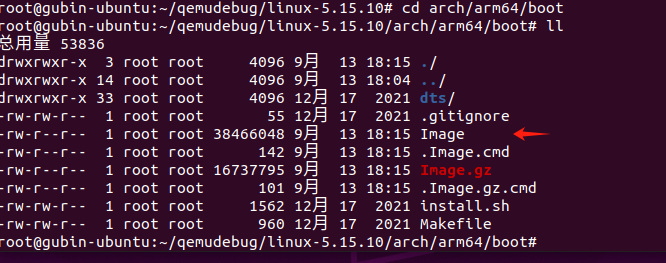 root@gubin-ubuntu:~/qemudebug/linux-5.15.10# cd arch/arm64/boot
root@gubin-ubuntu:~/qemudebug/linux-5.15.10/arch/arm64/boot# ll
总用量 53836
drwxrwxr-x  3 root root     4096 9月  13 18:15 ./
drwxrwxr-x 14 root root     4096 9月  13 18:04 ../
drwxrwxr-x 33 root root     4096 12月 17  2021 dts/
-rw-rw-r--  1 root root       55 12月 17  2021 .gitignore
-rw-r--r--  1 root root 38466048 9月  13 18:15 Image
-rw-r--r--  1 root root      142 9月  13 18:15 .Image.cmd
-rw-r--r--  1 root root 16737795 9月  13 18:15 Image.gz
-rw-r--r--  1 root root      101 9月  13 18:15 .Image.gz.cmd
-rw-rw-r--  1 root root     1562 12月 17  2021 install.sh
-rw-rw-r--  1 root root      960 12月 17  2021 Makefile
root@gubin-ubuntu:~/qemudebug/linux-5.15.10/arch/arm64/boot#